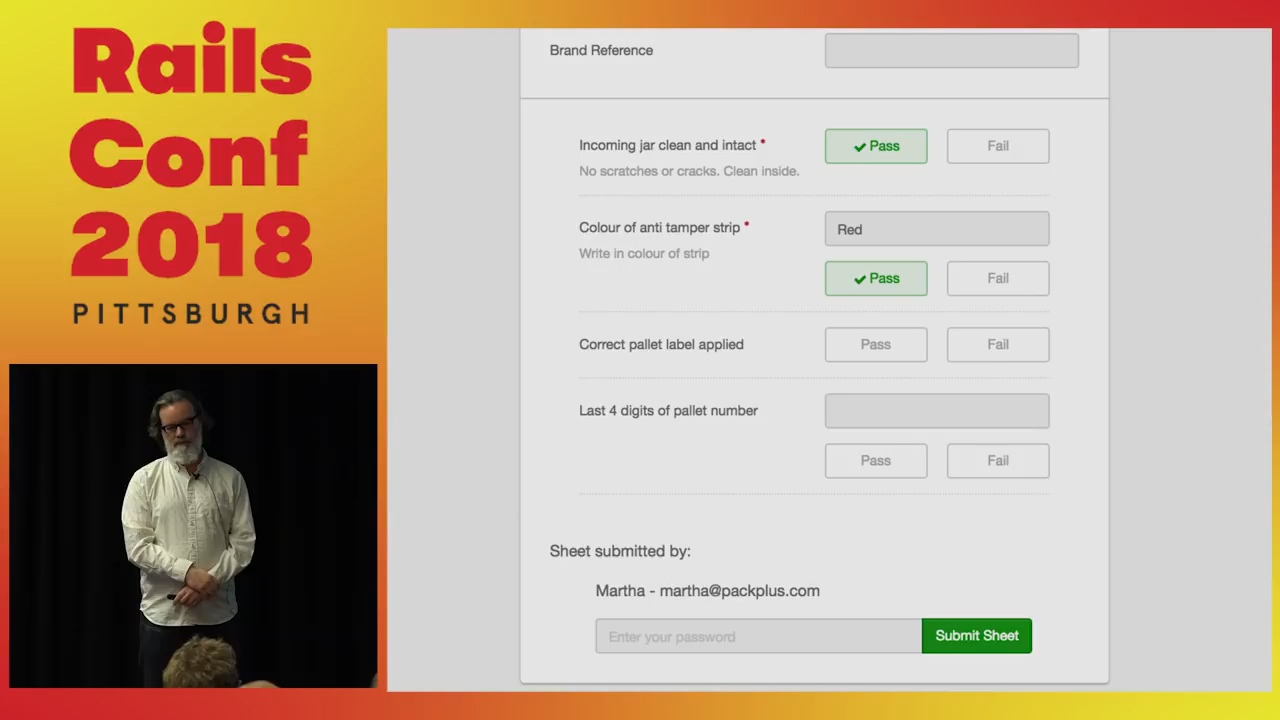 Rails
Conf
2018
PITTSBURGH
Brand Reference
Incoming jar clean and intact *
✔ Pass
Fail
No scratches or cracks. Clean inside.
Colour of anti tamper strip *
Red
Write in colour of strip
✔ Pass
Fail
Correct pallet label applied
Pass
Fail
Last 4 digits of pallet number
Pass
Fail
Sheet submitted by:
Martha - martha@packplus.com
Enter your password
Submit Sheet